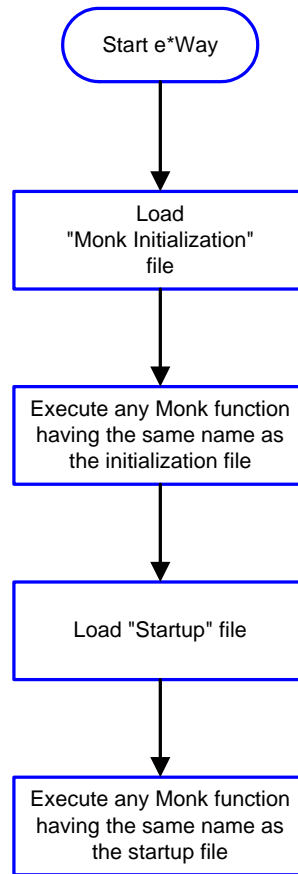 Start e*Way
Load
"Monk Initialization"
file
Execute any Monk function
having the same name as
the initialization file
Load "Startup" file
Execute any Monk function
having the same name as
the startup file